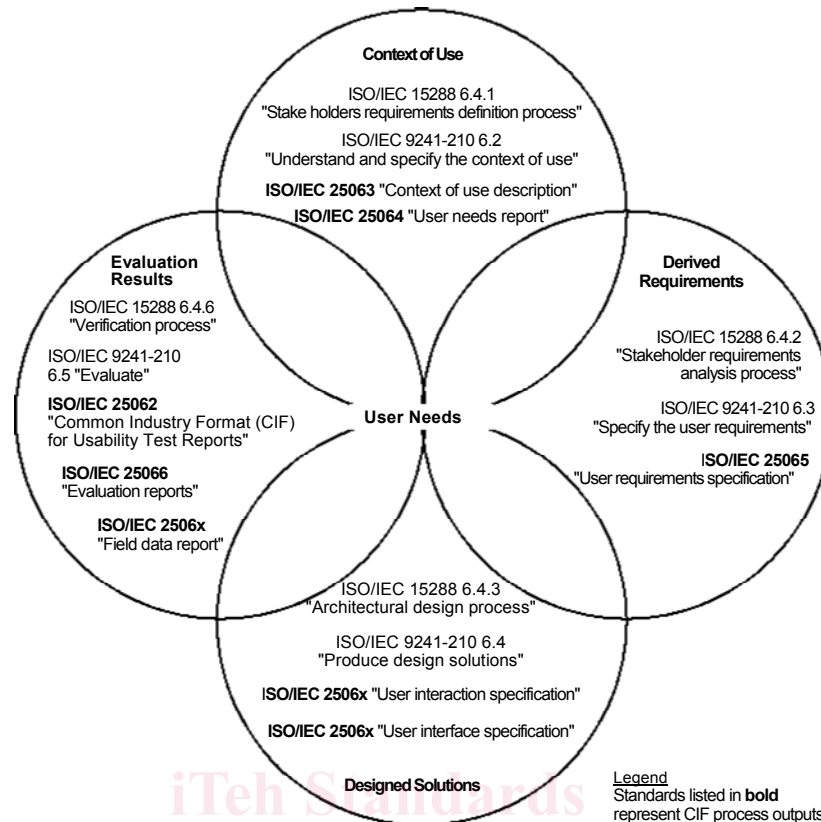 Context of Use
ISO/IEC 15288 6.4.1
"Stake holders requirements definition process"
ISO/IEC 9241-210 6.2
"Understand and specify the context of use"
ISO/IEC 25063 "Context of use description"
ISO/IEC 25064 "User needs report"
Evaluation
Results
ISO/IEC 15288 6.4.6
"Verification process"
ISO/IEC 9241-210
6.5 "Evaluate"
ISO/IEC 25062
"Common Industry Format (CIF)
for Usability Test Reports"
ISO/IEC 25066
"Evaluation reports"
ISO/IEC 2506x
"Field data report"
User Needs
Derived
Requirements
ISO/IEC 15288 6.4.2
"Stakeholder requirements
analysis process"
ISO/IEC 9241-210 6.3
"Specify the user requirements"
ISO/IEC 25065
"User requirements specification"
ISO/IEC 15288 6.4.3
"Architectural design process"
ISO/IEC 9241-210 6.4
"Produce design solutions"
ISO/IEC 2506x "User interaction specification"
ISO/IEC 2506x "User interface specification"
Designed Solutions
iTeh Standards
Legend
Standards listed in bold
represent CIF process outputs